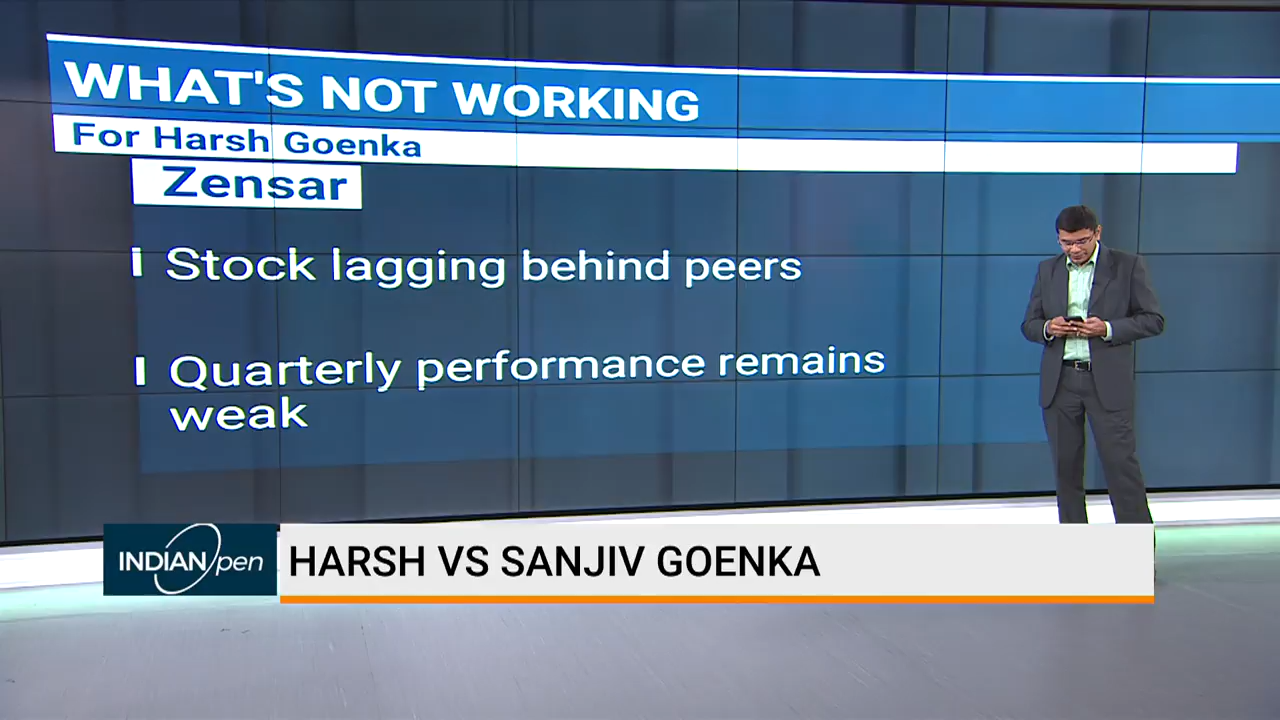 WHAT'S NOT WORKING
For Harsh Goenka
Zensar
Stock lagging behind peers
Quarterly performance remains
weak
INDIAN Open
HARSH VS SANJIV GOENKA